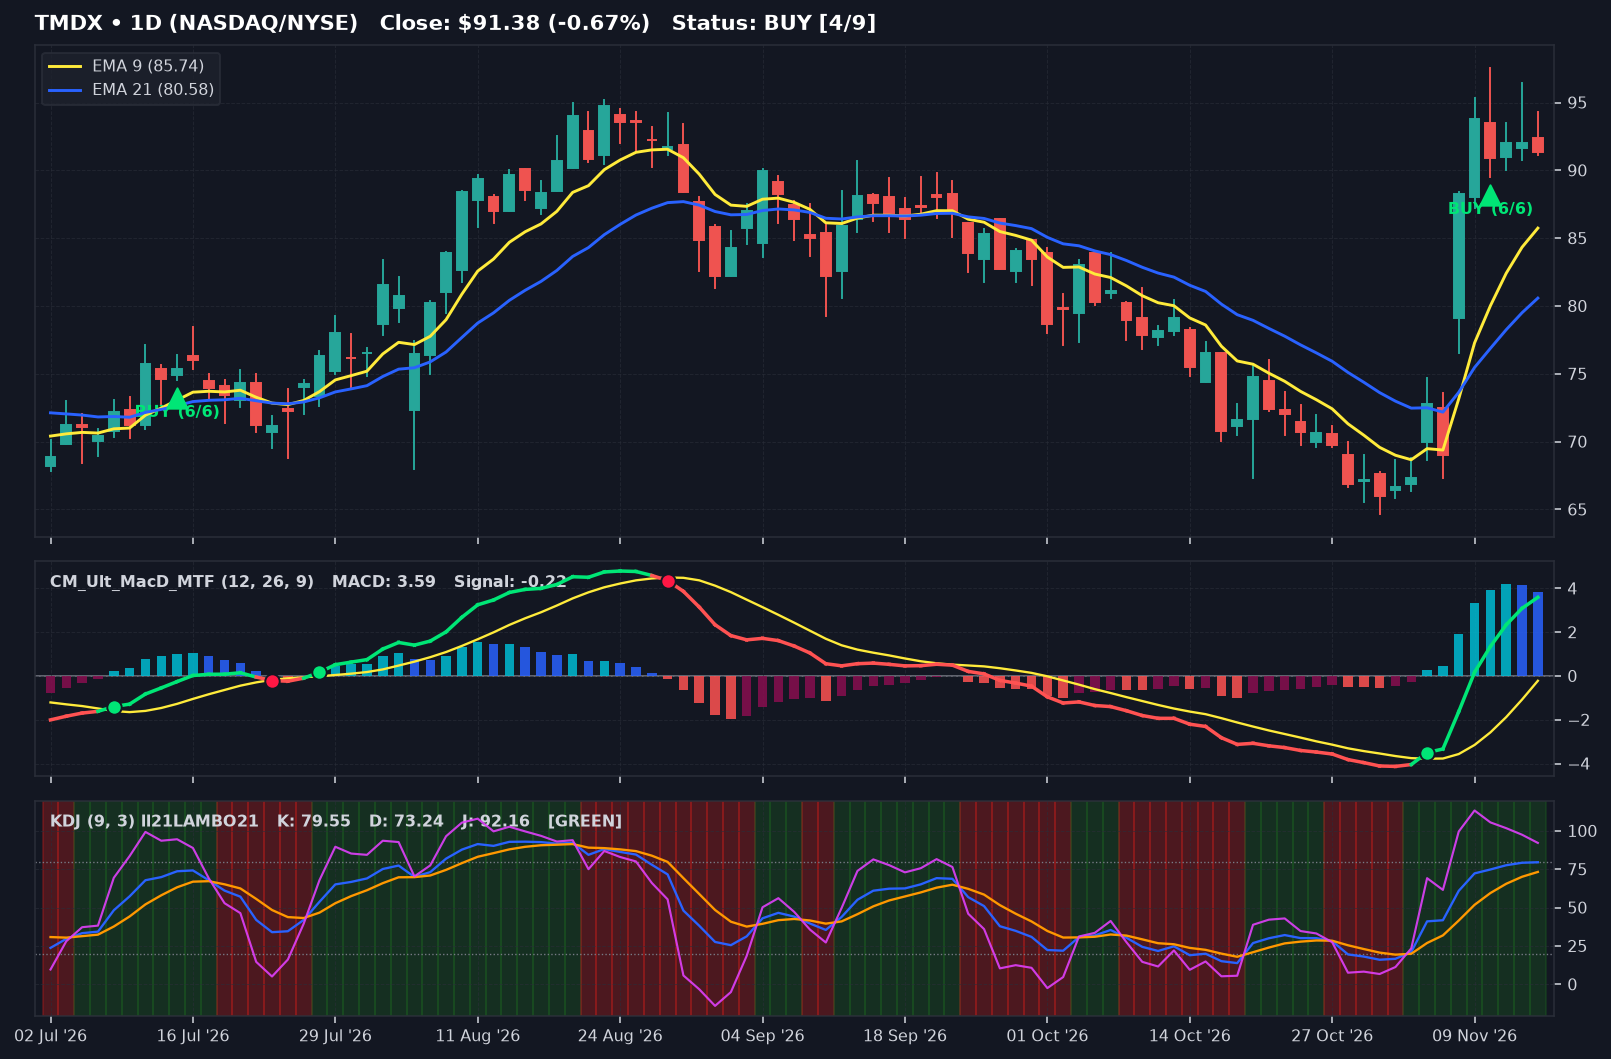 TMDX • 1D (NASDAQ/NYSE)   Close: $91.38 (-0.67%)   Status: BUY [4/9]
EMA 9 (85.74)
EMA 21 (80.58)
95
90
85
80
75
70
65
BUY (6/6)
BUY (6/6)
CM_Ult_MacD_MTF (12, 26, 9)   MACD: 3.59   Signal: -0.22
4
2
0
−2
−4
KDJ (9, 3) II21LAMBO21   K: 79.55   D: 73.24   J: 92.16   [GREEN]
100
75
50
25
0
02 Jul '26
16 Jul '26
29 Jul '26
11 Aug '26
24 Aug '26
04 Sep '26
18 Sep '26
01 Oct '26
14 Oct '26
27 Oct '26
09 Nov '26